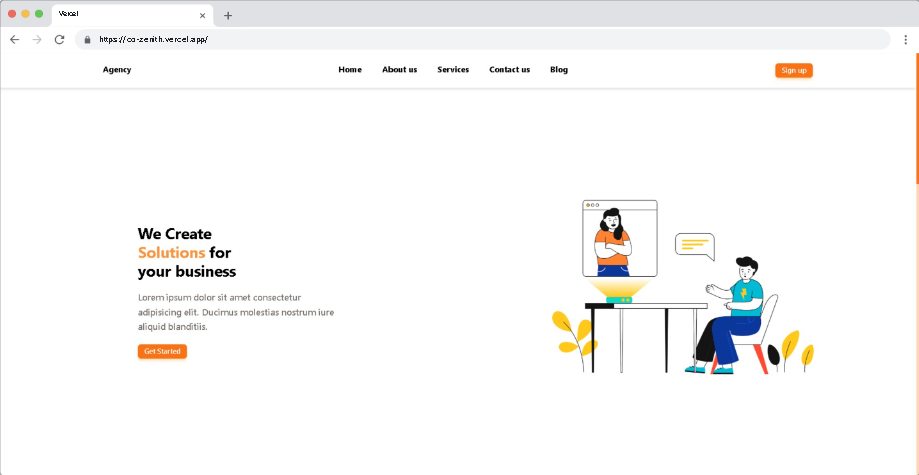 Vercel
https://co-zenith.vercel.app/
Agency
Home
About us
Services
Contact us
Blog
Sign up
We Create
Solutions for
your business
Lorem ipsum dolor sit amet consectetur
adipisicing elit. Ducimus molestias nostrum iure
aliquid blanditiis.
Get Started